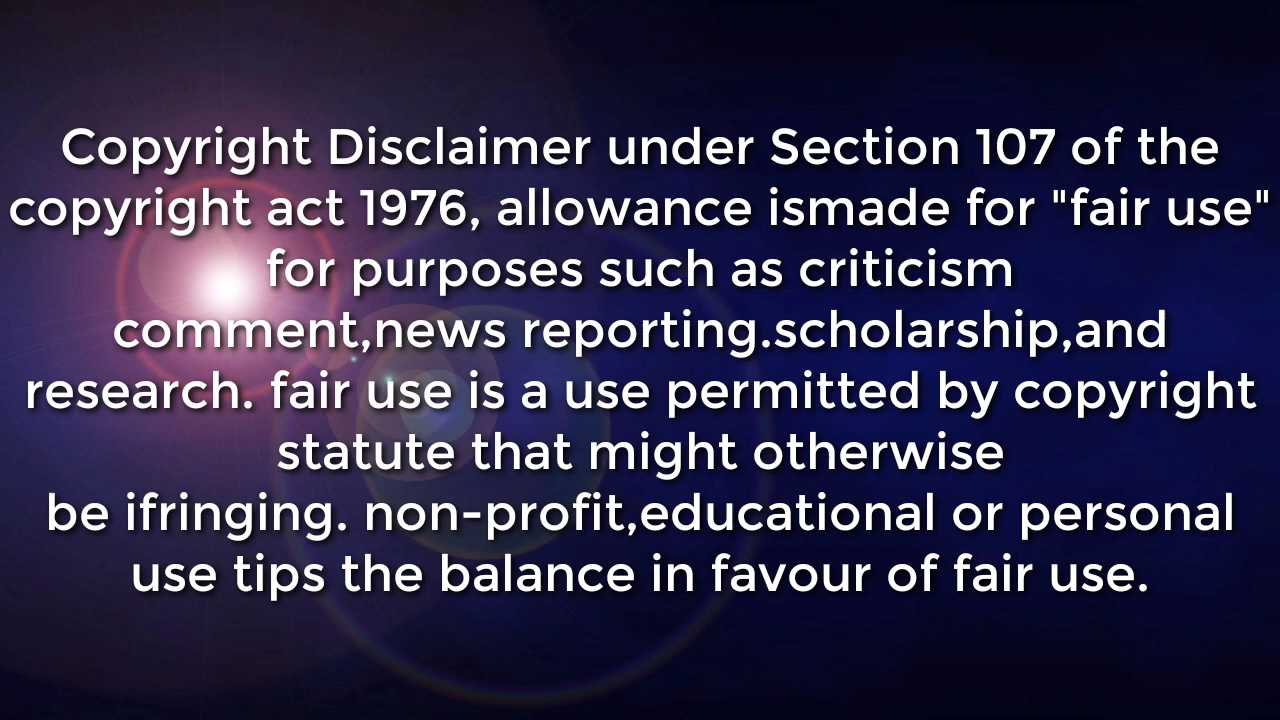 Copyright Disclaimer under Section 107 of the
copyright act 1976, allowance ismade for "fair use"
for purposes such as criticism
comment,news reporting.scholarship,and
research. fair use is a use permitted by copyright
statute that might otherwise
be ifringing. non-profit,educational or personal
use tips the balance in favour of fair use.